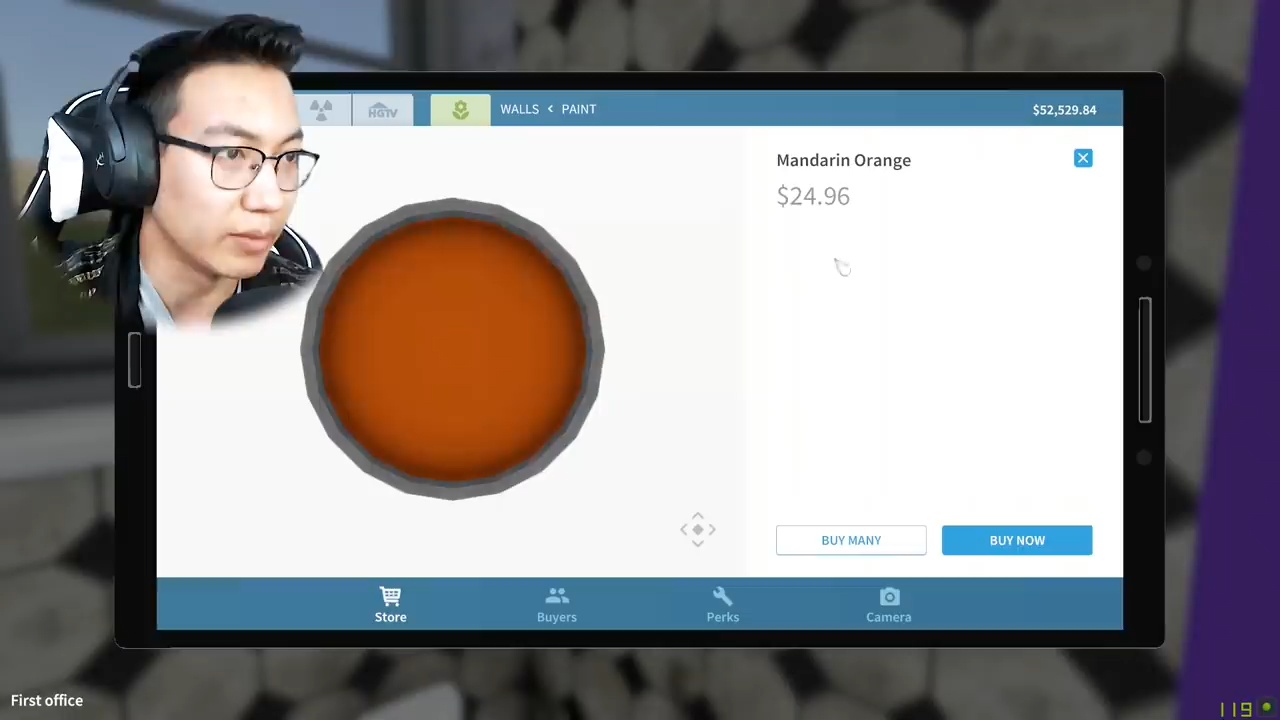 HGTV
WALLS < PAINT
$52,529.84
Mandarin Orange
$24.96
BUY MANY
BUY NOW
Store
Buyers
Perks
Camera
First office
119